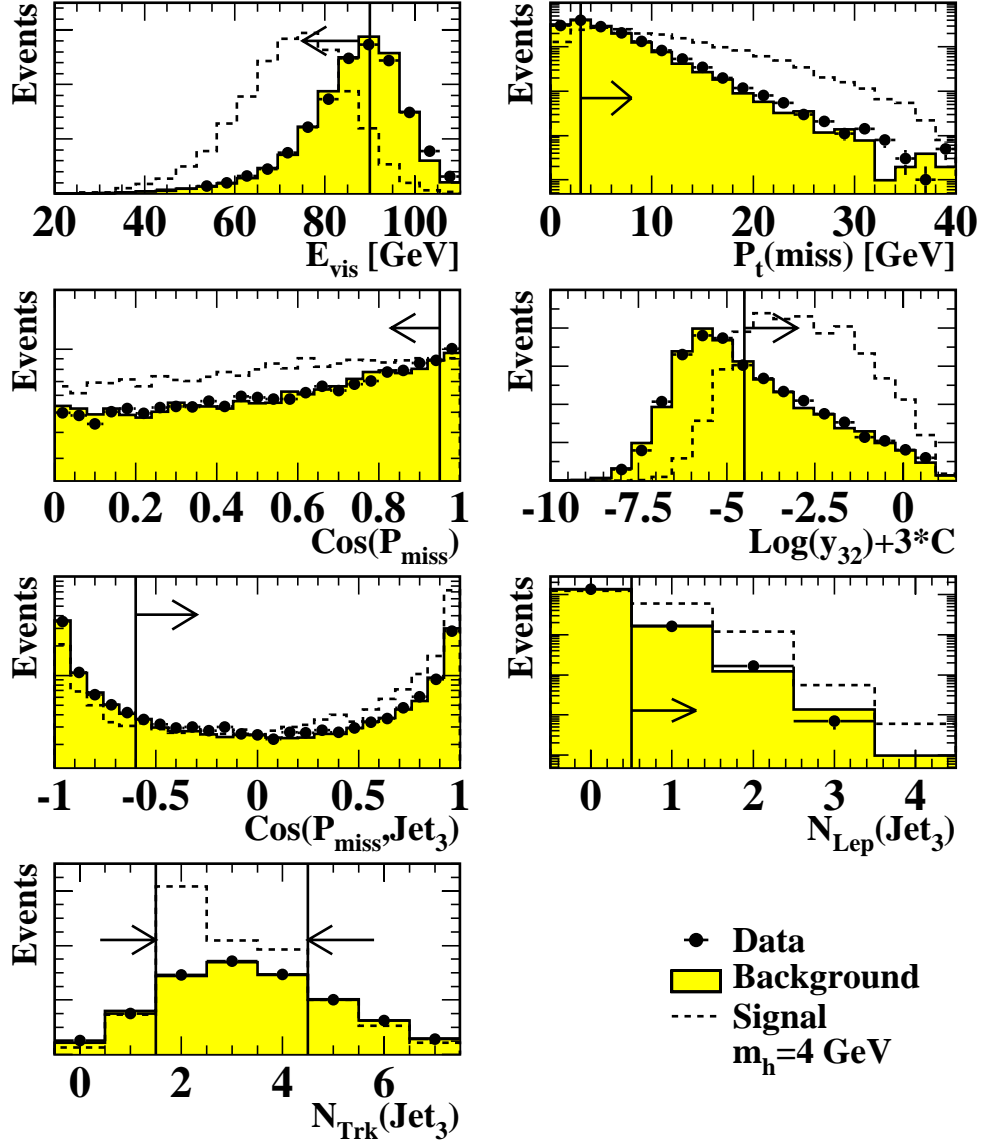 Events
20 40 60 80 100
E_vis [GeV]
Events
0 10 20 30 40
P_t(miss) [GeV]
Events
0 0.2 0.4 0.6 0.8 1
Cos(P_miss)
Events
-10 -7.5 -5 -2.5 0
Log(y_32)+3*C
Events
-1 -0.5 0 0.5 1
Cos(P_miss,Jet_3)
Events
0 1 2 3 4
N_Lep(Jet_3)
Events
0 2 4 6
N_Trk(Jet_3)
Data
Background
Signal
m_h=4 GeV